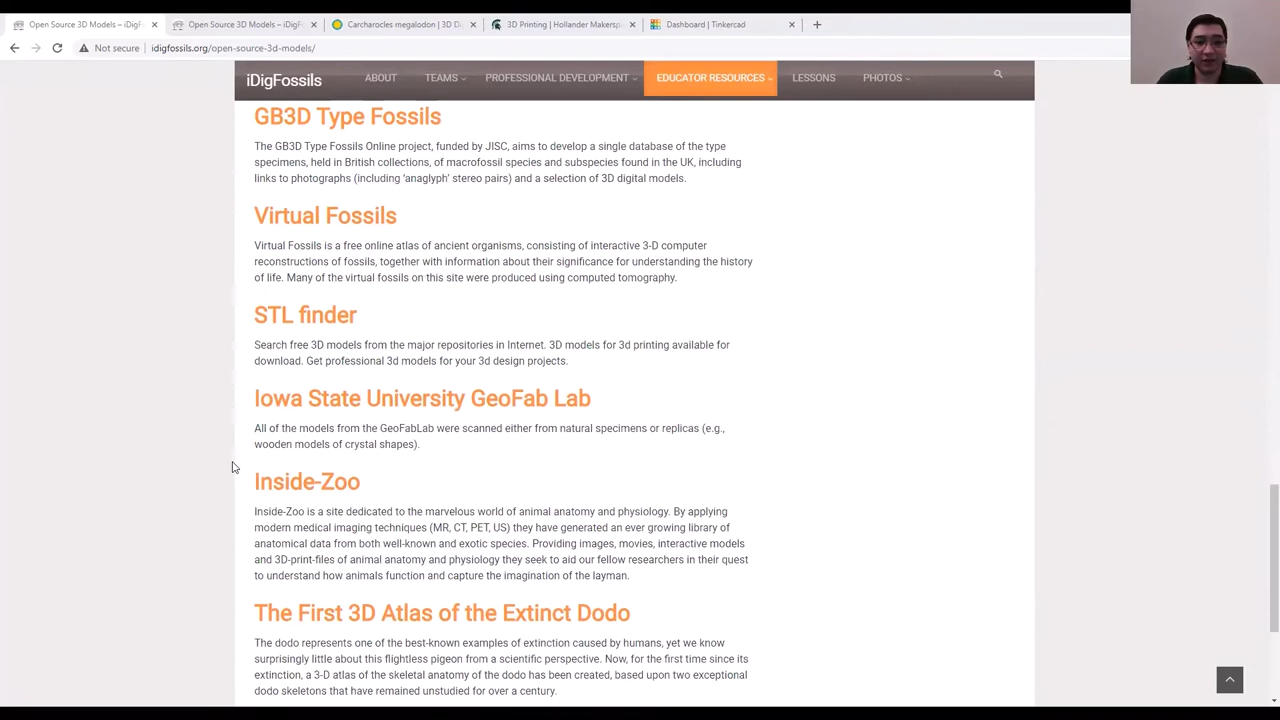 Open Source 3D Models – iDigF
Open Source 3D Models – iDigF
Carcharocles megalodon | 3D D
3D Printing | Hollander Makersp
Dashboard | Tinkercad
Not secure
idigfossils.org/open-source-3d-models/
iDigFossils
ABOUT
TEAMS
PROFESSIONAL DEVELOPMENT
EDUCATOR RESOURCES
LESSONS
PHOTOS
GB3D Type Fossils
The GB3D Type Fossils Online project, funded by JISC, aims to develop a single database of the type
specimens, held in British collections, of macrofossil species and subspecies found in the UK, including
links to photographs (including ‘anaglyph’ stereo pairs) and a selection of 3D digital models.
Virtual Fossils
Virtual Fossils is a free online atlas of ancient organisms, consisting of interactive 3-D computer
reconstructions of fossils, together with information about their significance for understanding the history
of life. Many of the virtual fossils on this site were produced using computed tomography.
STL finder
Search free 3D models from the major repositories in Internet. 3D models for 3d printing available for
download. Get professional 3d models for your 3d design projects.
Iowa State University GeoFab Lab
All of the models from the GeoFabLab were scanned either from natural specimens or replicas (e.g.,
wooden models of crystal shapes).
Inside-Zoo
Inside-Zoo is a site dedicated to the marvelous world of animal anatomy and physiology. By applying
modern medical imaging techniques (MR, CT, PET, US) they have generated an ever growing library of
anatomical data from both well-known and exotic species. Providing images, movies, interactive models
and 3D-print-files of animal anatomy and physiology they seek to aid our fellow researchers in their quest
to understand how animals function and capture the imagination of the layman.
The First 3D Atlas of the Extinct Dodo
The dodo represents one of the best-known examples of extinction caused by humans, yet we know
surprisingly little about this flightless pigeon from a scientific perspective. Now, for the first time since its
extinction, a 3-D atlas of the skeletal anatomy of the dodo has been created, based upon two exceptional
dodo skeletons that have remained unstudied for over a century.